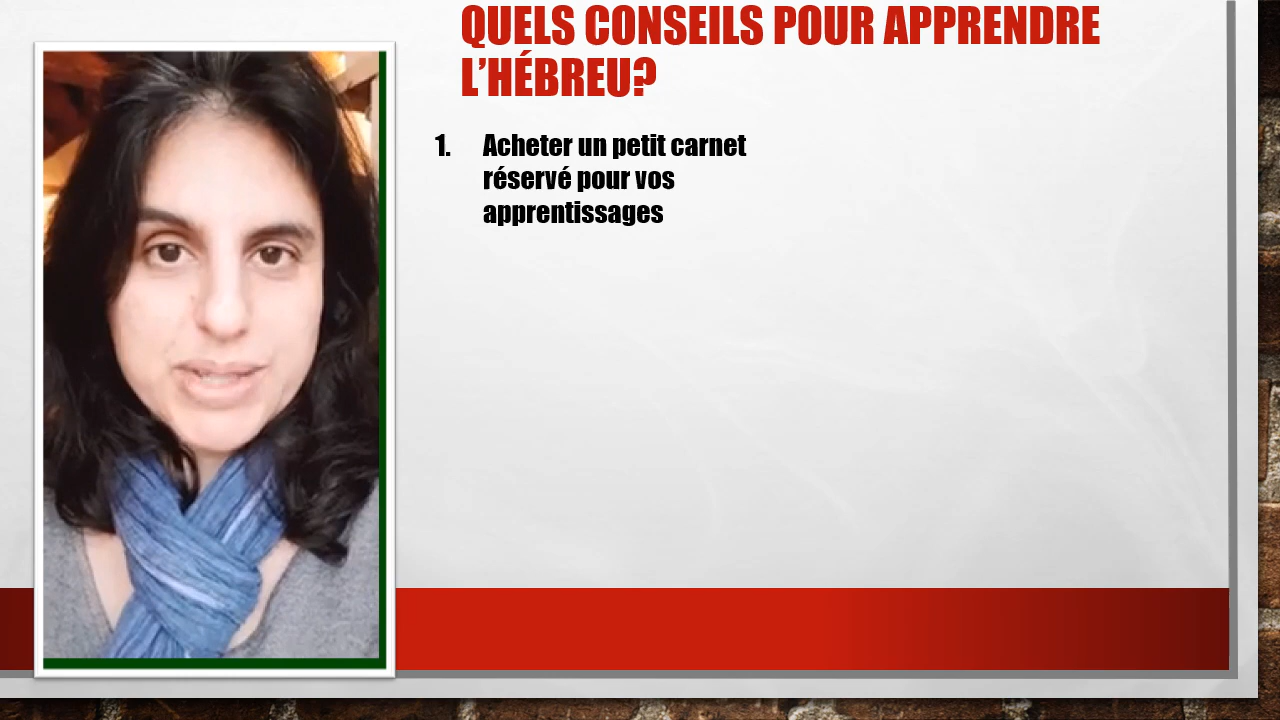 QUELS CONSEILS POUR APPRENDRE
L’HÉBREU?
1. Acheter un petit carnet
réservé pour vos
apprentissages